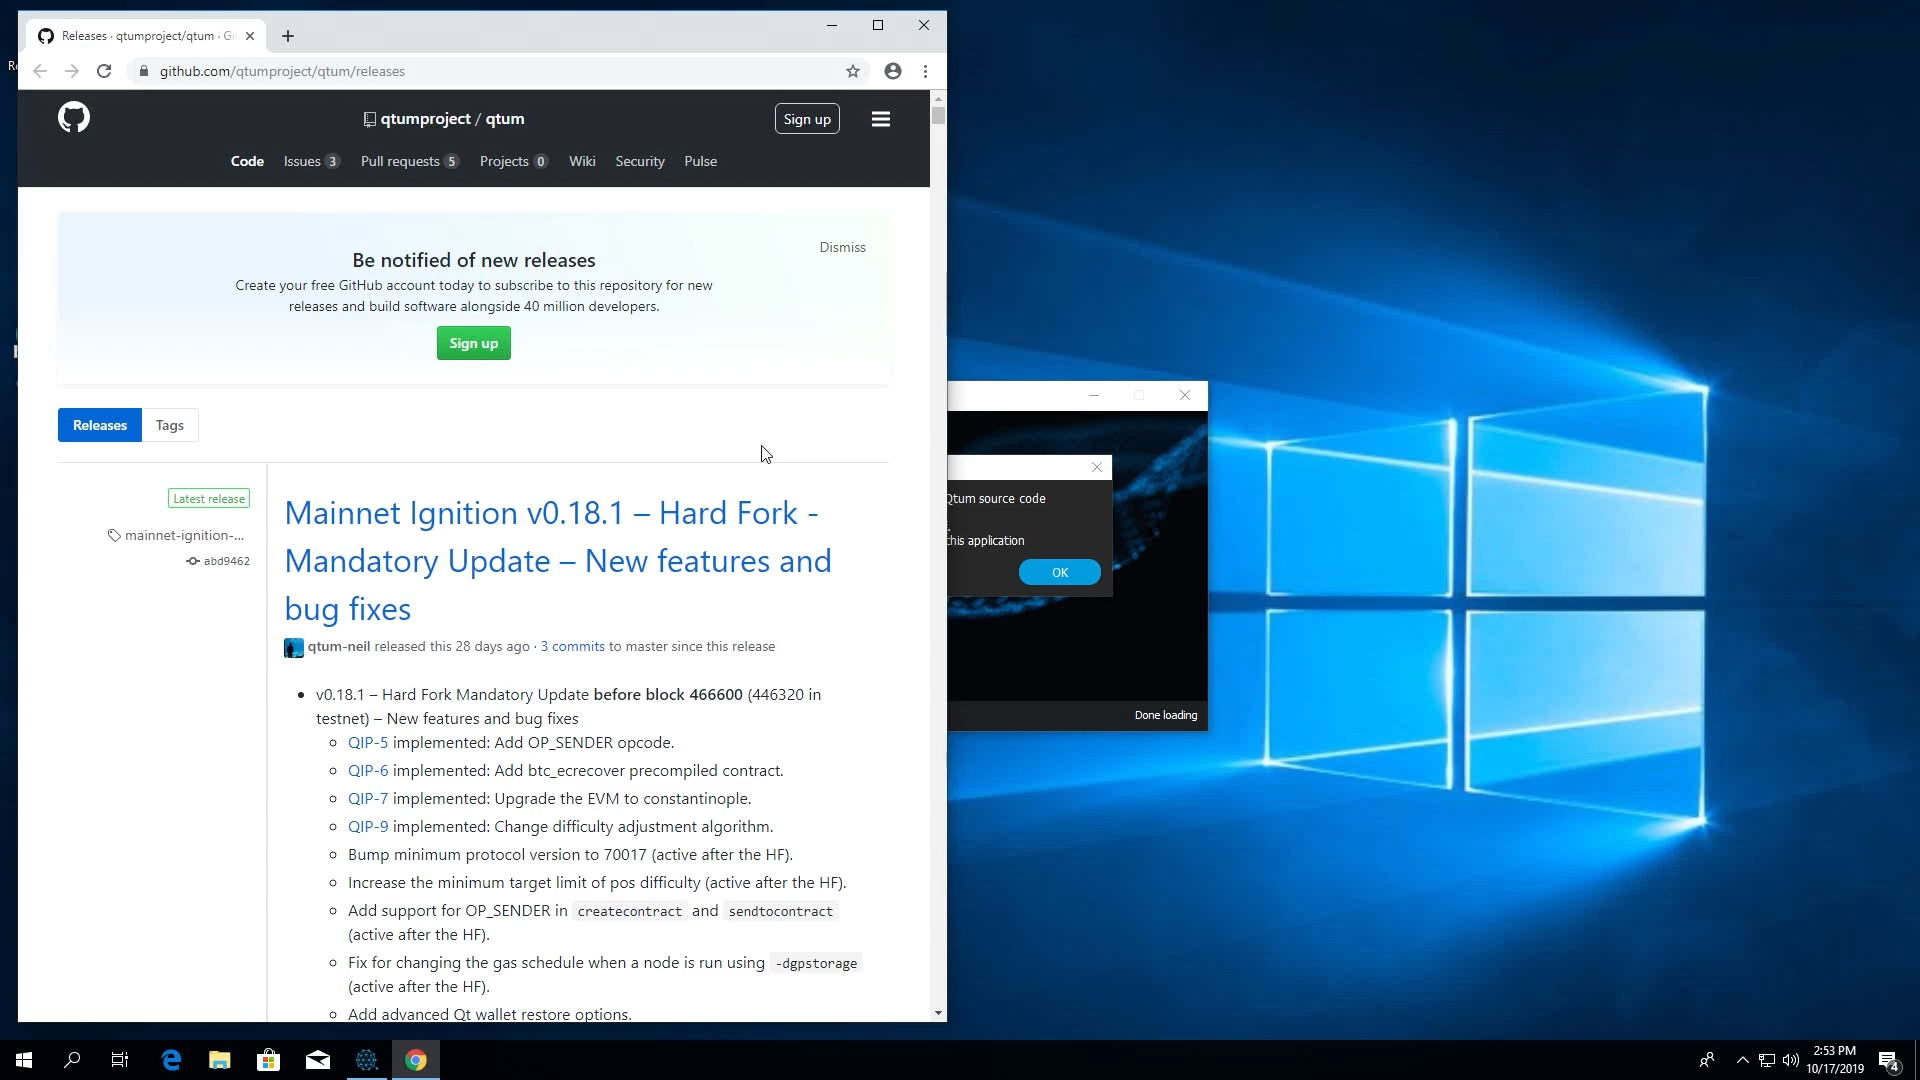 Releases · qtumproject/qtum · G
github.com/qtumproject/qtum/releases
qtumproject / qtum
Sign up
Code Issues 3 Pull requests 5 Projects 0 Wiki Security Pulse
Dismiss
Be notified of new releases
Create your free GitHub account today to subscribe to this repository for new
releases and build software alongside 40 million developers.
Sign up
Releases Tags
Latest release
mainnet-ignition-...
abd9462
Mainnet Ignition v0.18.1 – Hard Fork -
Mandatory Update – New features and
bug fixes
qtum-neil released this 28 days ago · 3 commits to master since this release
v0.18.1 – Hard Fork Mandatory Update before block 466600 (446320 in
testnet) – New features and bug fixes
QIP-5 implemented: Add OP_SENDER opcode.
QIP-6 implemented: Add btc_ecrecover precompiled contract.
QIP-7 implemented: Upgrade the EVM to constantinople.
QIP-9 implemented: Change difficulty adjustment algorithm.
Bump minimum protocol version to 70017 (active after the HF).
Increase the minimum target limit of pos difficulty (active after the HF).
Add support for OP_SENDER in createcontract and sendtocontract
(active after the HF).
Fix for changing the gas schedule when a node is run using -dgpstorage
(active after the HF).
Add advanced Qt wallet restore options.
Qtum source code
this application
OK
Done loading
2:53 PM
10/17/2019
4